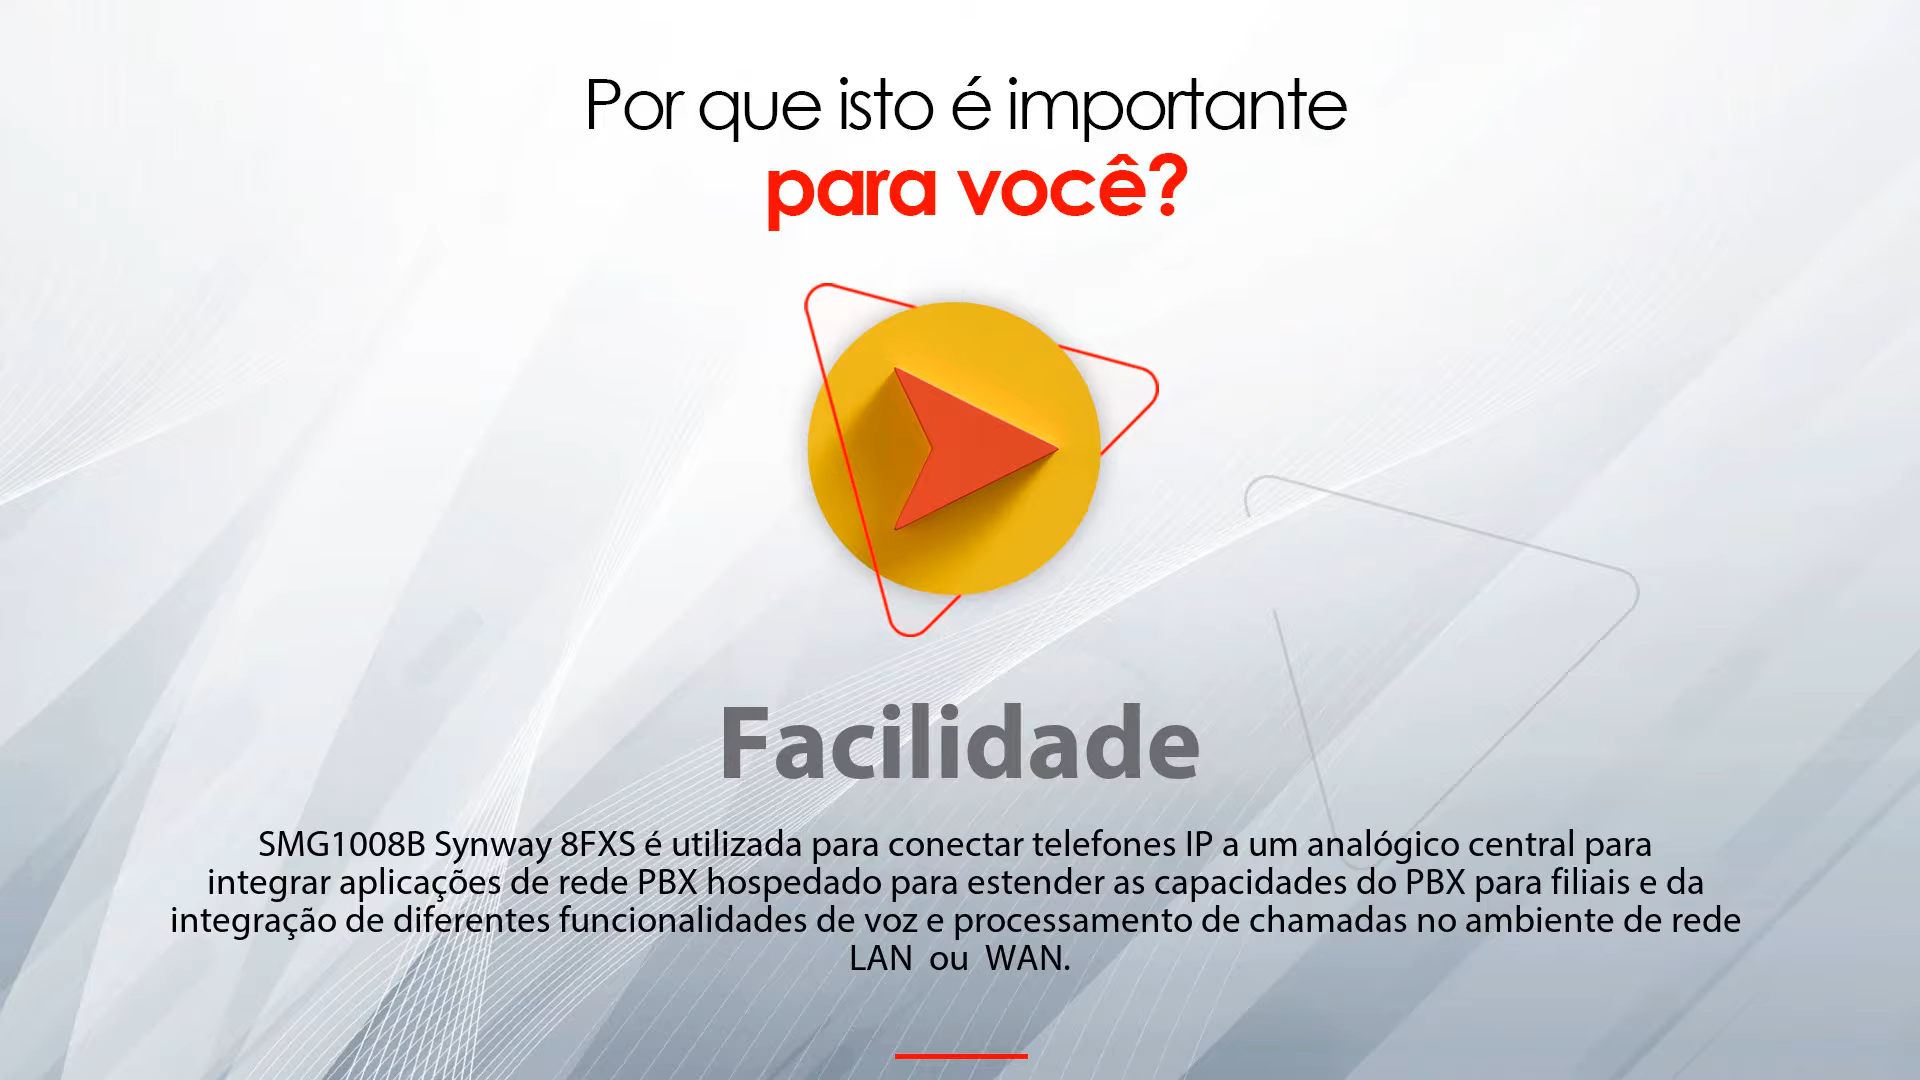 Por que isto é importante
para você?
Facilidade
SMG1008B Synway 8FXS é utilizada para conectar telefones IP a um analógico central para
integrar aplicações de rede PBX hospedado para estender as capacidades do PBX para filiais e da
integração de diferentes funcionalidades de voz e processamento de chamadas no ambiente de rede
LAN ou WAN.